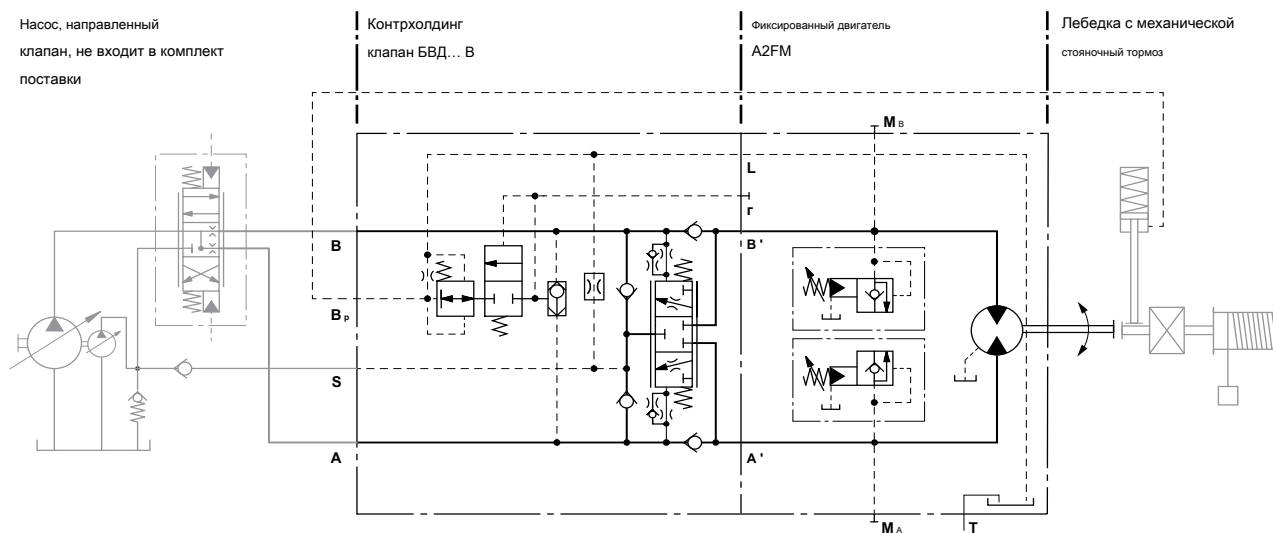 Насос, направленный
клапан, не входит в комплект
поставки
Контрхолдинг
клапан БВД... В
Фиксированный двигатель
A2FM
Лебедка с механической
стояночный тормоз
M B
L
г
B
B '
B p
S
A
A '
M A
T